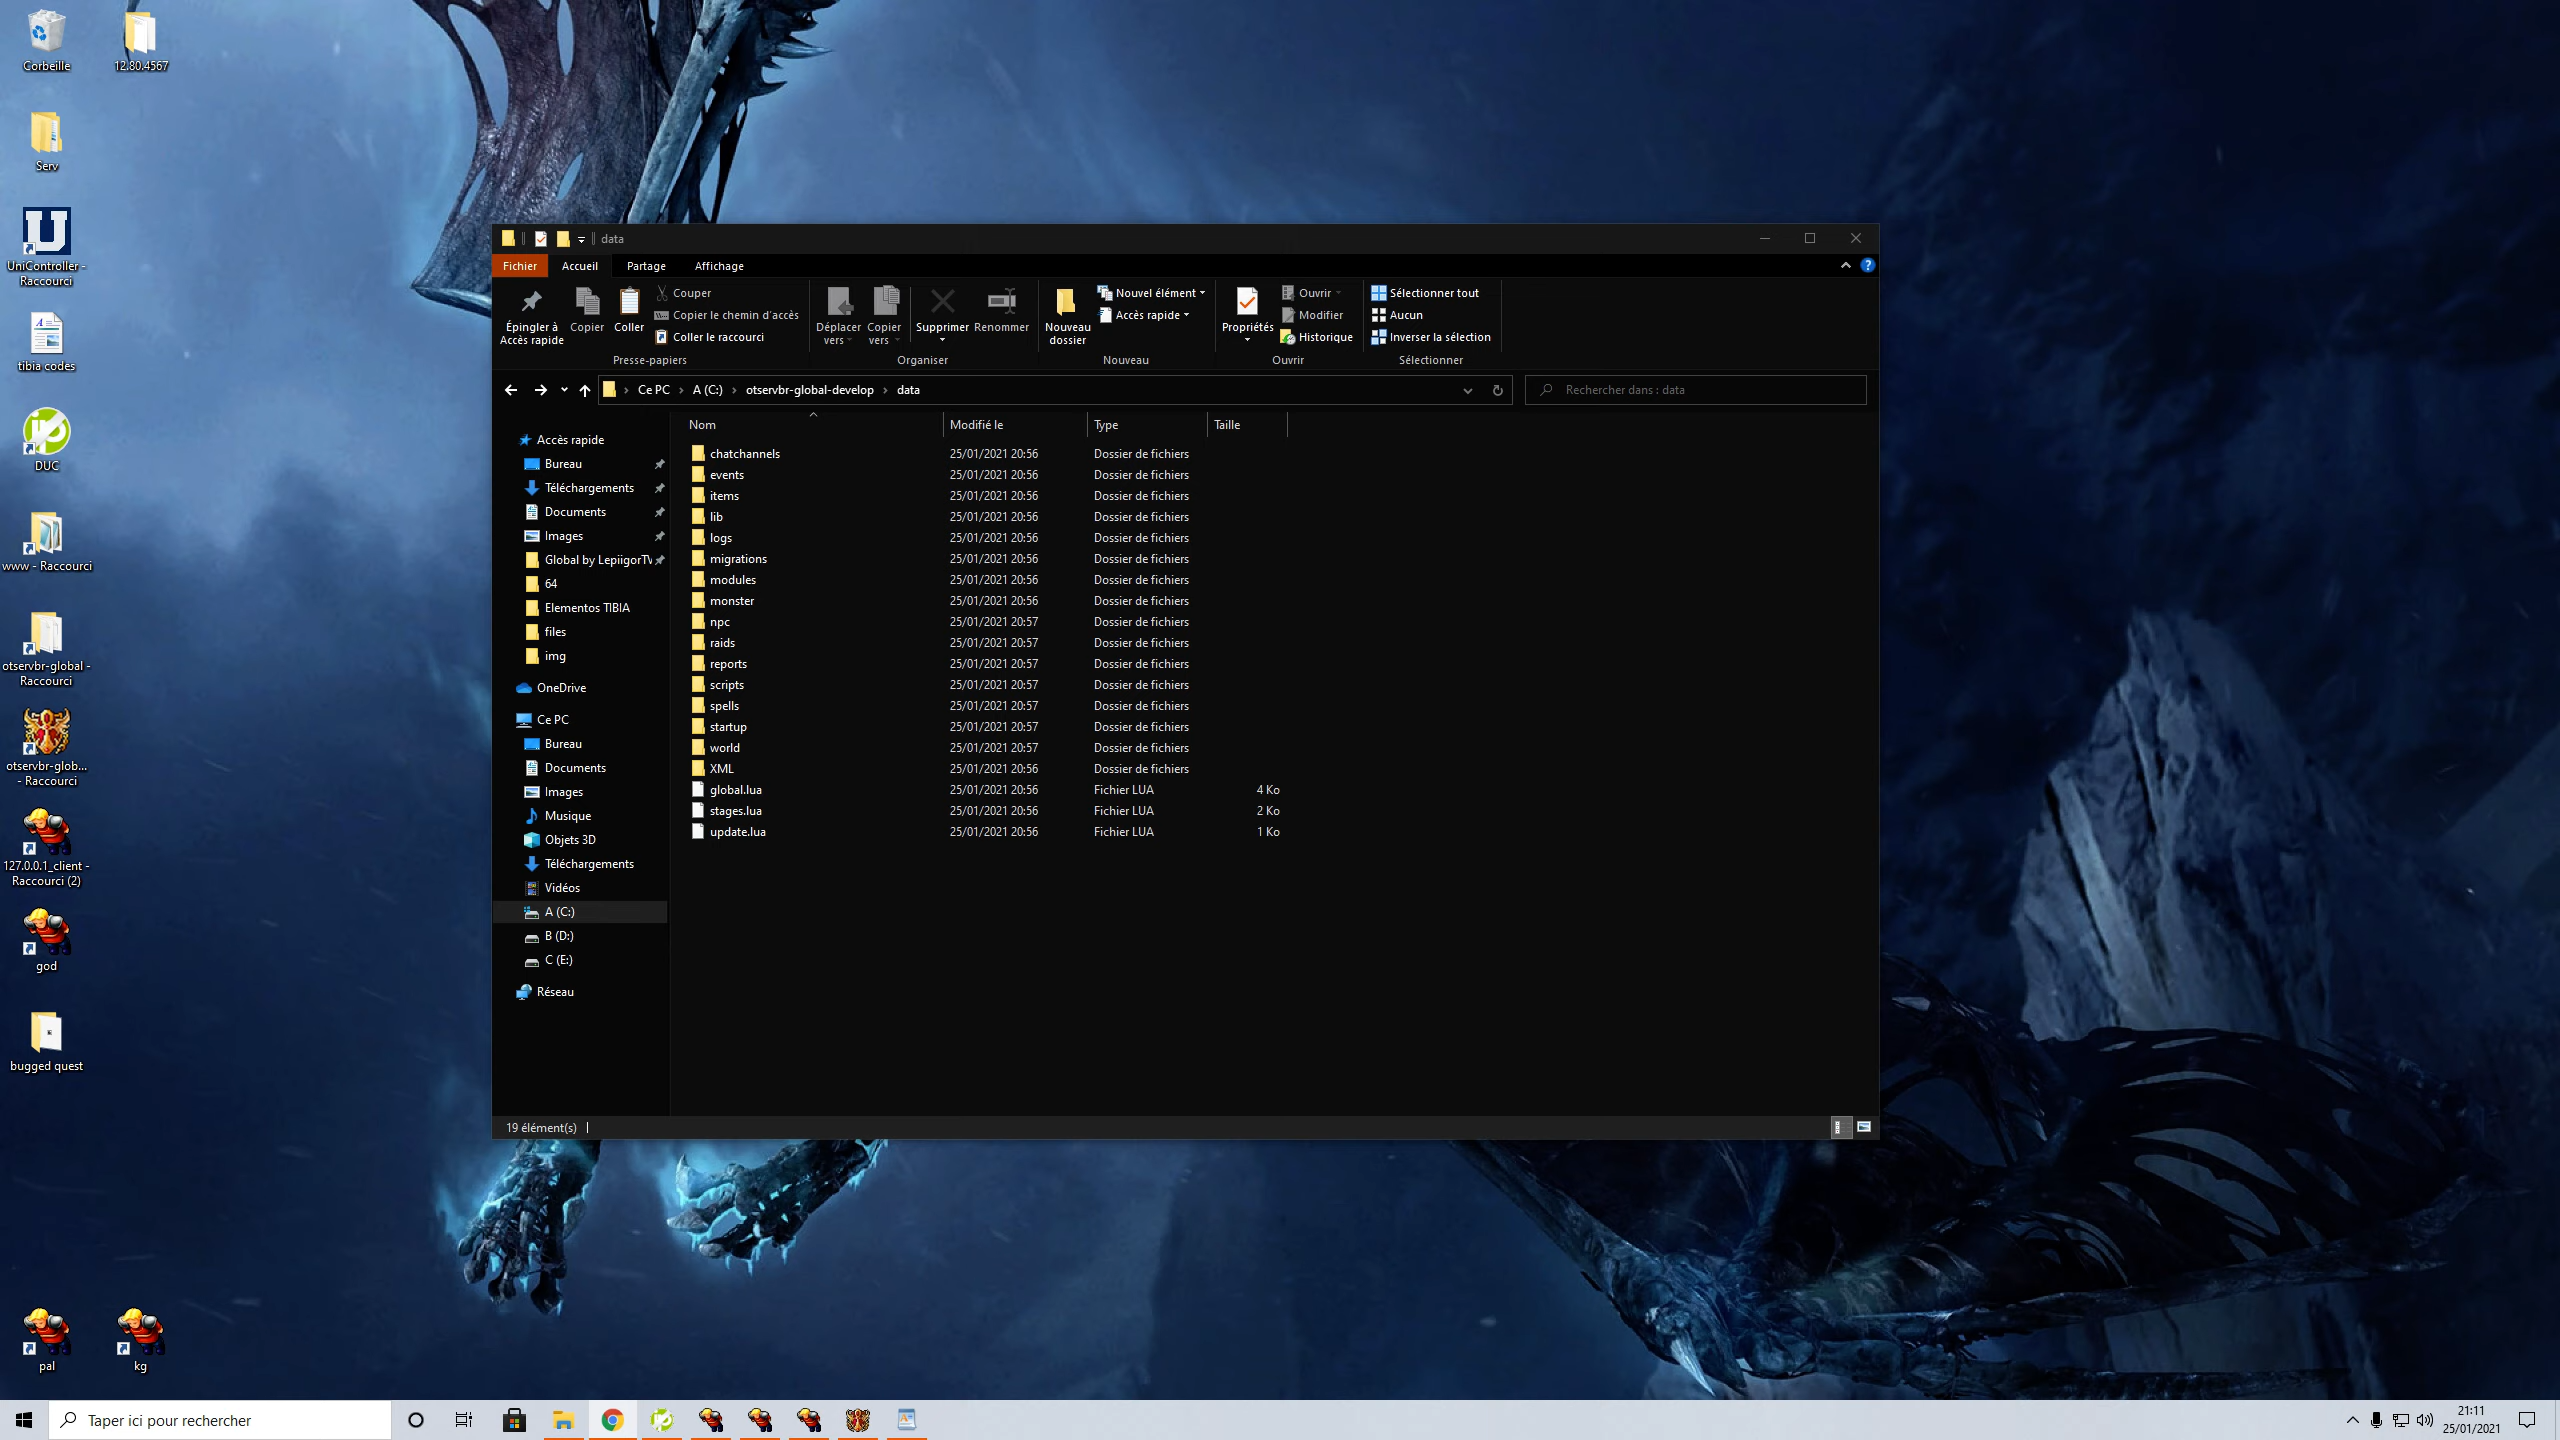 Corbeille
12.80.4567
Serv
UniController -
Raccourci
tibia codes
DUC
www - Raccourci
otservbr-global -
Raccourci
otservbr-glob...
- Raccourci
127.0.0.1_client -
Raccourci (2)
god
bugged quest
pal
kg
data
Fichier
Accueil
Partage
Affichage
Épingler à
Accès rapide
Copier
Coller
Couper
Copier le chemin d'accès
Coller le raccourci
Presse-papiers
Déplacer
vers
Copier
vers
Supprimer
Renommer
Organiser
Nouveau
dossier
Nouvel élément
Accès rapide
Nouveau
Propriétés
Ouvrir
Modifier
Historique
Ouvrir
Sélectionner tout
Aucun
Inverser la sélection
Sélectionner
Ce PC › A (C:) › otservbr-global-develop › data
Rechercher dans : data
Accès rapide
Bureau
Téléchargements
Documents
Images
Global by LepiigorTV
64
Elementos TIBIA
files
img
OneDrive
Ce PC
Bureau
Documents
Images
Musique
Objets 3D
Téléchargements
Vidéos
A (C:)
B (D:)
C (E:)
Réseau
Nom Modifié le Type Taille
chatchannels 25/01/2021 20:56 Dossier de fichiers
events 25/01/2021 20:56 Dossier de fichiers
items 25/01/2021 20:56 Dossier de fichiers
lib 25/01/2021 20:56 Dossier de fichiers
logs 25/01/2021 20:56 Dossier de fichiers
migrations 25/01/2021 20:56 Dossier de fichiers
modules 25/01/2021 20:56 Dossier de fichiers
monster 25/01/2021 20:56 Dossier de fichiers
npc 25/01/2021 20:57 Dossier de fichiers
raids 25/01/2021 20:57 Dossier de fichiers
reports 25/01/2021 20:57 Dossier de fichiers
scripts 25/01/2021 20:57 Dossier de fichiers
spells 25/01/2021 20:57 Dossier de fichiers
startup 25/01/2021 20:57 Dossier de fichiers
world 25/01/2021 20:57 Dossier de fichiers
XML 25/01/2021 20:56 Dossier de fichiers
global.lua 25/01/2021 20:56 Fichier LUA 4 Ko
stages.lua 25/01/2021 20:56 Fichier LUA 2 Ko
update.lua 25/01/2021 20:56 Fichier LUA 1 Ko
19 élément(s)
Taper ici pour rechercher
21:11
25/01/2021